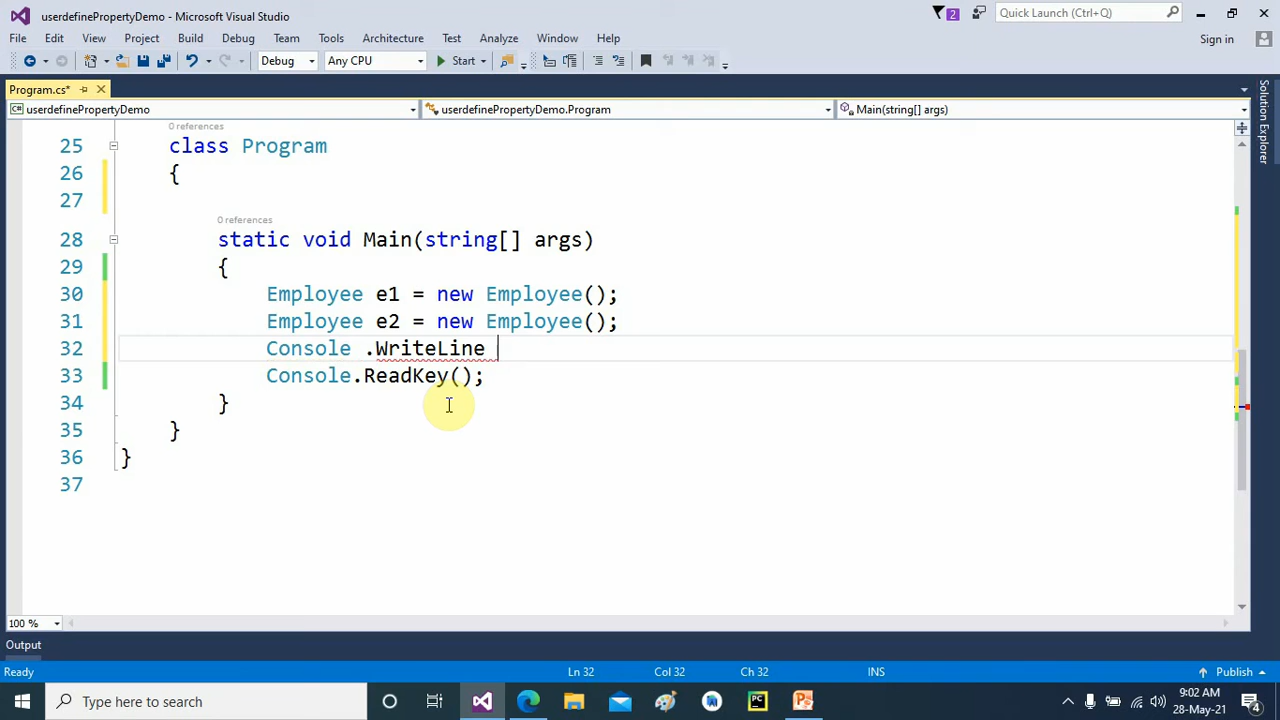 userdefinePropertyDemo - Microsoft Visual Studio
2
Quick Launch (Ctrl+Q)
File Edit View Project Build Debug Team Tools Architecture Test Analyze Window Help
Sign in
Debug Any CPU Start
Program.cs*
userdefinePropertyDemo userdefinePropertyDemo.Program Main(string[] args)
Solution Explorer
0 references
25 class Program
26 {
27
0 references
28 static void Main(string[] args)
29 {
30 Employee e1 = new Employee();
31 Employee e2 = new Employee();
32 Console .WriteLine
33 Console.ReadKey();
34 }
35 }
36 }
37
100 %
Output
Ready Ln 32 Col 32 Ch 32 INS Publish
Type here to search
PC
9:02 AM
28-May-21
4